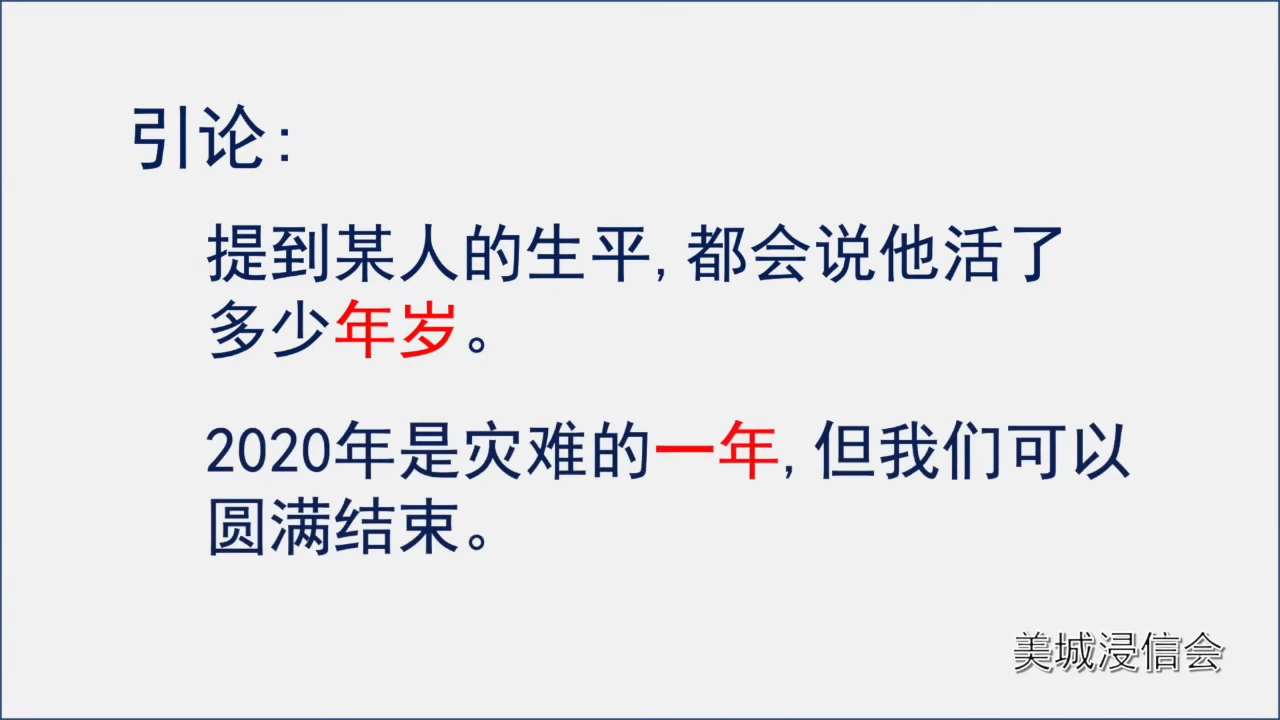 引论:
提到某人的生平,都会说他活了
多少年岁。
2020年是灾难的一年,但我们可以
圆满结束。
美城浸信会